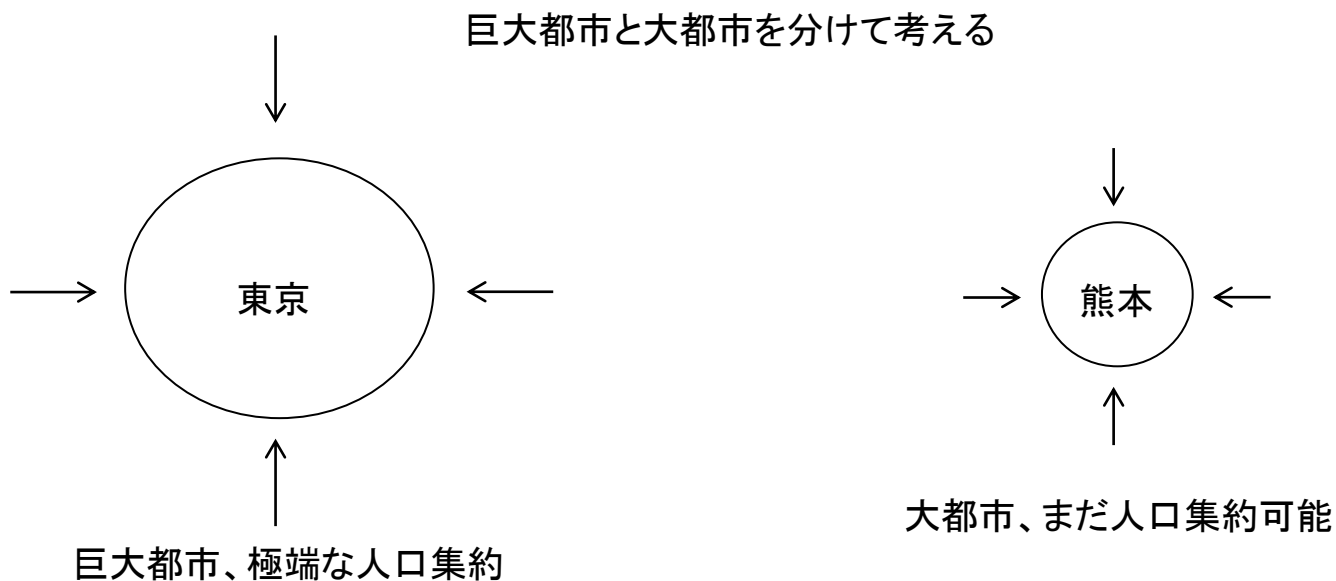 巨大都市と大都市を分けて考える
東京
熊本
大都市、まだ人口集約可能
巨大都市、極端な人口集約